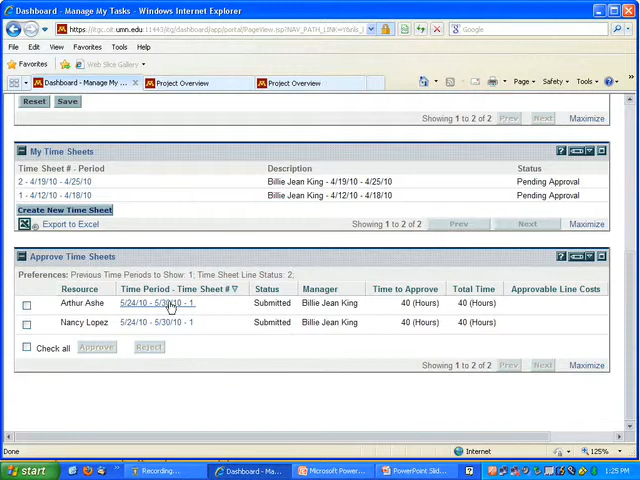 Dashboard - Manage My Tasks - Windows Internet Explorer
https://rgc.oit.umn.edu:11443/itg/dashboard/app/portal/PageView.jsp?NAV_PATH_LINK=
Google
File Edit View Favorites Tools Help
Favorites Web Slice Gallery
Dashboard - Manage My ... Project Overview Project Overview
Page Safety Tools
Reset Save
Showing 1 to 2 of 2 Prev Next Maximize
My Time Sheets
Time Sheet # - Period Description Status
2 - 4/19/10 - 4/25/10 Billie Jean King - 4/19/10 - 4/25/10 Pending Approval
1 - 4/12/10 - 4/18/10 Billie Jean King - 4/12/10 - 4/18/10 Pending Approval
Create New Time Sheet
Export to Excel Showing 1 to 2 of 2 Prev Next Maximize
Approve Time Sheets
Preferences: Previous Time Periods to Show: 1; Time Sheet Line Status: 2;
Resource Time Period - Time Sheet # Status Manager Time to Approve Total Time Approvable Line Costs
Arthur Ashe 5/24/10 - 5/30/10 - 1 Submitted Billie Jean King 40 (Hours) 40 (Hours)
Nancy Lopez 5/24/10 - 5/30/10 - 1 Submitted Billie Jean King 40 (Hours) 40 (Hours)
Check all Approve Reject
Showing 1 to 2 of 2 Prev Next Maximize
Done Internet 125%
start Recording... Dashboard - Ma... Microsoft Power... PowerPoint Slid... 1:25 PM